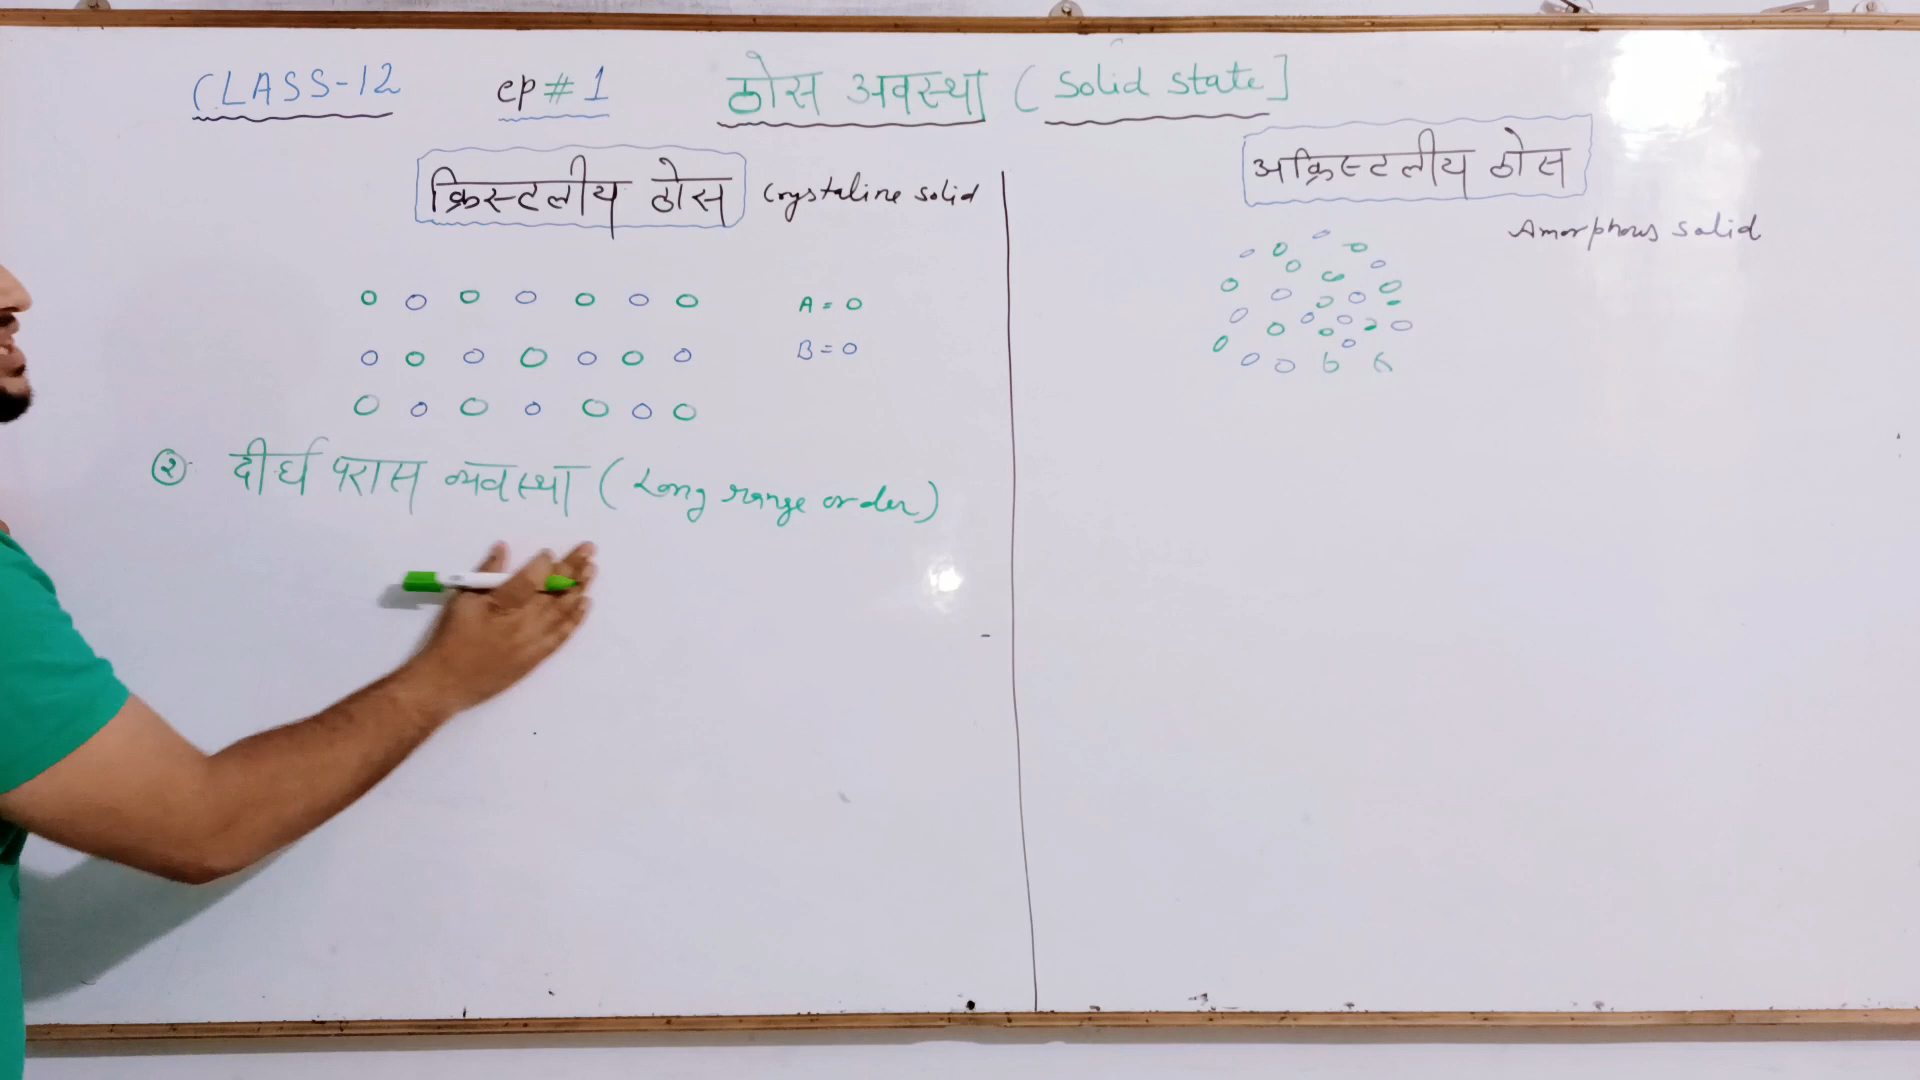 CLASS-12 ep # 1 ठोस अवस्था ( Solid State ]
क्रिस्टलीय ठोस Crystaline solid
A = O
B = O
② दीर्घ परास व्यवस्था ( Long range order )
अक्रिस्टलीय ठोस
Amorphous solid